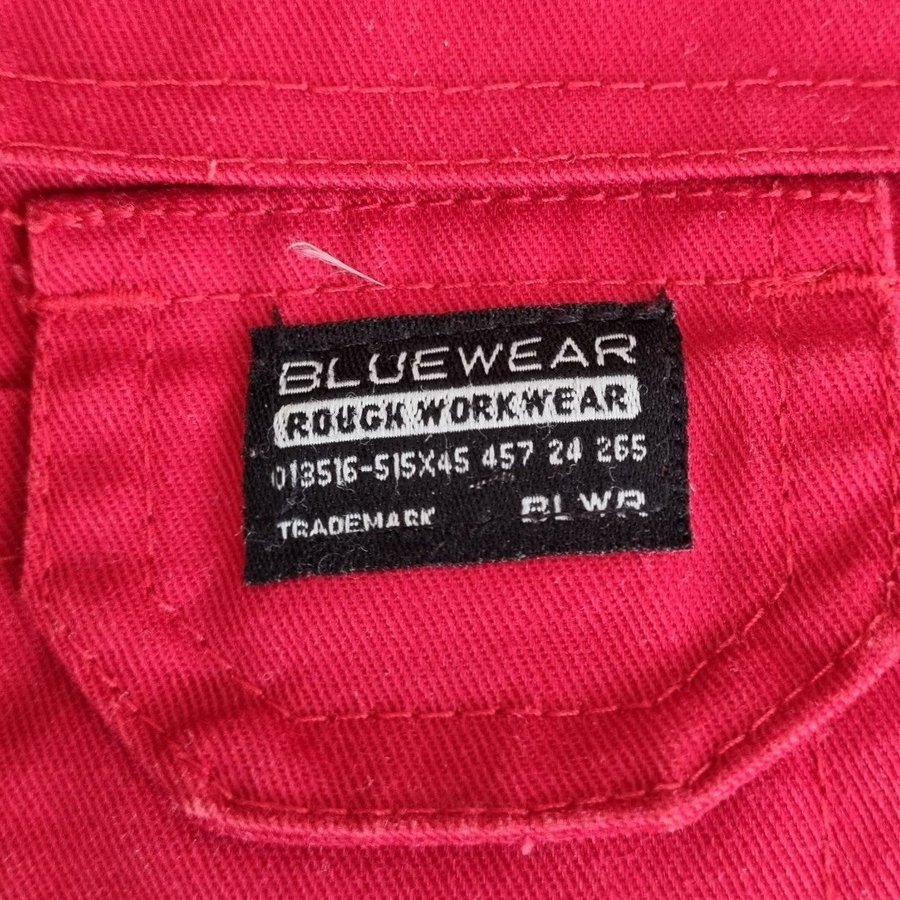 BLUEWEAR
ROUGH WORKWEAR
013516-515X45 457 24 265
TRADEMARK BLWR